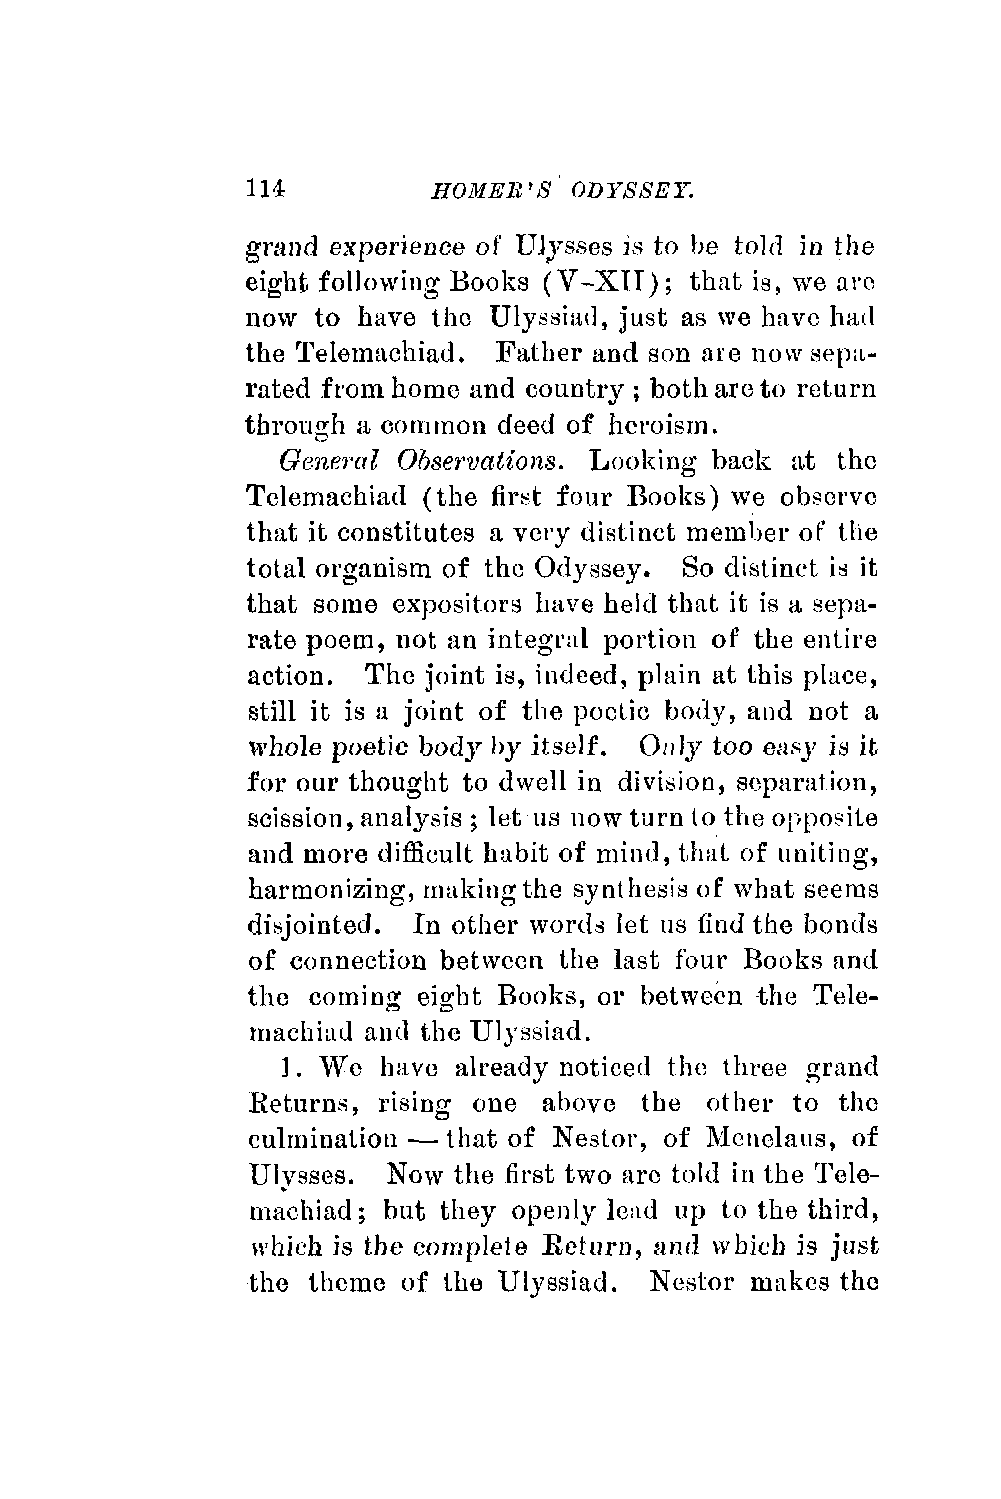 114 HOMER'S ODYSSEY.
grand experience of Ulysses is to be told in the
eight following Books (V-XII); that is, we are
now to have the Ulyssiad, just as we have had
the Telemachiad. Father and son are now sepa-
rated from home and country; both are to return
through a common deed of heroism.
General Observations. Looking back at the
Telemachiad (the first four Books) we observe
that it constitutes a very distinct member of the
total organism of the Odyssey. So distinct is it
that some expositors have held that it is a sepa-
rate poem, not an integral portion of the entire
action. The joint is, indeed, plain at this place,
still it is a joint of the poetic body, and not a
whole poetic body by itself. Only too easy is it
for our thought to dwell in division, separation,
scission, analysis; let us now turn to the opposite
and more difficult habit of mind, that of uniting,
harmonizing, making the synthesis of what seems
disjointed. In other words let us find the bonds
of connection between the last four Books and
the coming eight Books, or between the Tele-
machiad and the Ulyssiad.
1. We have already noticed the three grand
Returns, rising one above the other to the
culmination — that of Nestor, of Menelaus, of
Ulysses. Now the first two are told in the Tele-
machiad; but they openly lead up to the third,
which is the complete Return, and which is just
the theme of the Ulyssiad. Nestor makes the